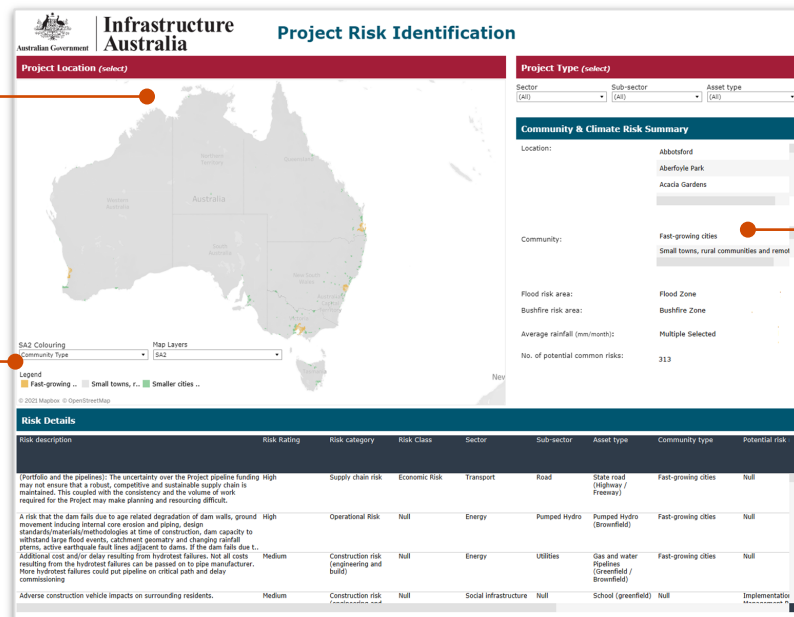 Australian Government
Infrastructure
Australia
Project Risk Identification
Project Location (select)
Northern
Territory
Queensland
Western
Australia
Australia
South
Australia
New South
Wales
Australian
Capital
Territory
Victoria
SA2 Colouring
Map Layers
Community Type
SA2
Legend
Fast-growing ..
Small towns, r..
Smaller cities ..
© 2021 Mapbox © OpenStreetMap
Project Type (select)
Sector
Sub-sector
Asset type
(All)
(All)
(All)
Community & Climate Risk Summary
Location:
Abbotsford
Aberfoyle Park
Acacia Gardens
Community:
Fast-growing cities
Small towns, rural communities and remot
Flood risk area:
Flood Zone
Bushfire risk area:
Bushfire Zone
Average rainfall (mm/month):
Multiple Selected
No. of potential common risks:
313
Risk Details
Risk description Risk Rating Risk category Risk Class Sector Sub-sector Asset type Community type Potential risk
(Portfolio and the pipelines): The uncertainty over the Project pipeline funding High Supply chain risk Economic Risk Transport Road State road Fast-growing cities Null
may not ensure that a robust, competitive and sustainable supply chain is (Highway /
maintained. This coupled with the consistency and the volume of work Freeway)
required for the Project may make planning and resourcing difficult.
A risk that the dam fails due to age related degradation of dam walls, ground High Operational Risk Null Energy Pumped Hydro Pumped Hydro Fast-growing cities Null
movement inducing internal core erosion and piping, design (Brownfield)
standards/materials/methodologies at time of construction, dam capacity to
withstand large flood events, catchment geomatry and changing rainfall
pterns, active earthquale fault lines adjjacent to dams. If the dam fails due t..
Additional cost and/or delay resulting from hydrotest failures. Not all costs Medium Construction risk Null Energy Utilities Gas and water Fast-growing cities Null
resulting from the hydrotest failures can be passed on to pipe manufacturer. (engineering and Pipelines
More hydrotest failures could put pipeline on critical path and delay build) (Greenfield /
commissioning Brownfield)
Adverse construction vehicle impacts on surrounding residents. Medium Construction risk Null Social infrastructure Null School (greenfield) Null Implementation